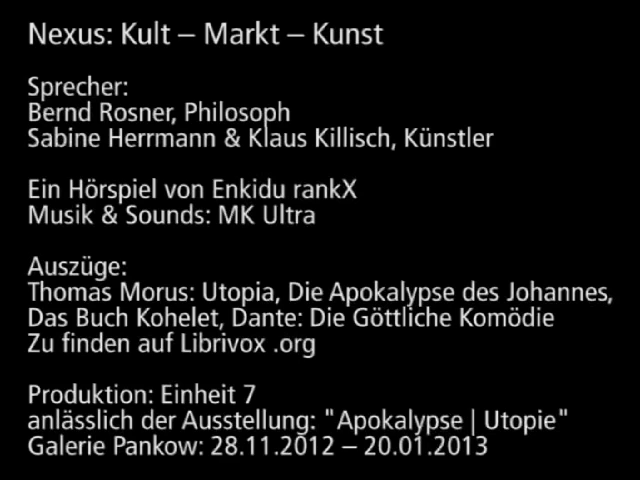 Nexus: Kult – Markt – Kunst
Sprecher:
Bernd Rosner, Philosoph
Sabine Herrmann & Klaus Killisch, Künstler
Ein Hörspiel von Enkidu rankX
Musik & Sounds: MK Ultra
Auszüge:
Thomas Morus: Utopia, Die Apokalypse des Johannes,
Das Buch Kohelet, Dante: Die Göttliche Komödie
Zu finden auf Librivox .org
Produktion: Einheit 7
anlässlich der Ausstellung: "Apokalypse | Utopie"
Galerie Pankow: 28.11.2012 – 20.01.2013